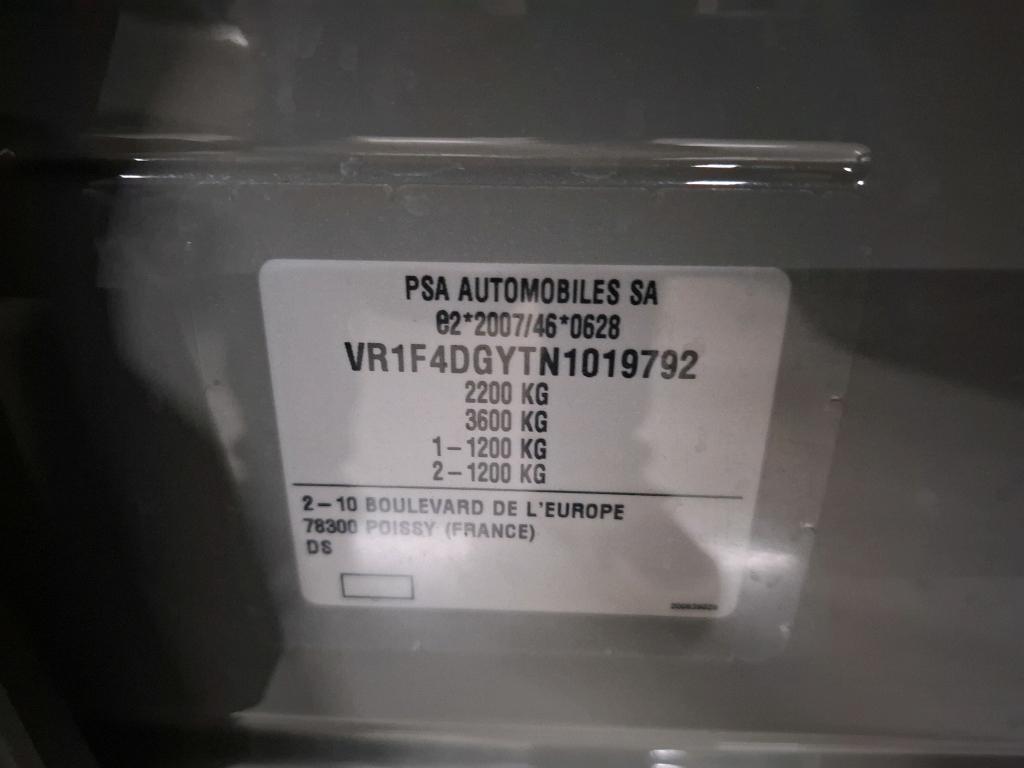 PSA AUTOMOBILES SA
e2*2007/46*0628
VR1F4DGYTN1019792
2200 KG
3600 KG
1-1200 KG
2-1200 KG
2-10 BOULEVARD DE L'EUROPE
78300 POISSY (FRANCE)
DS